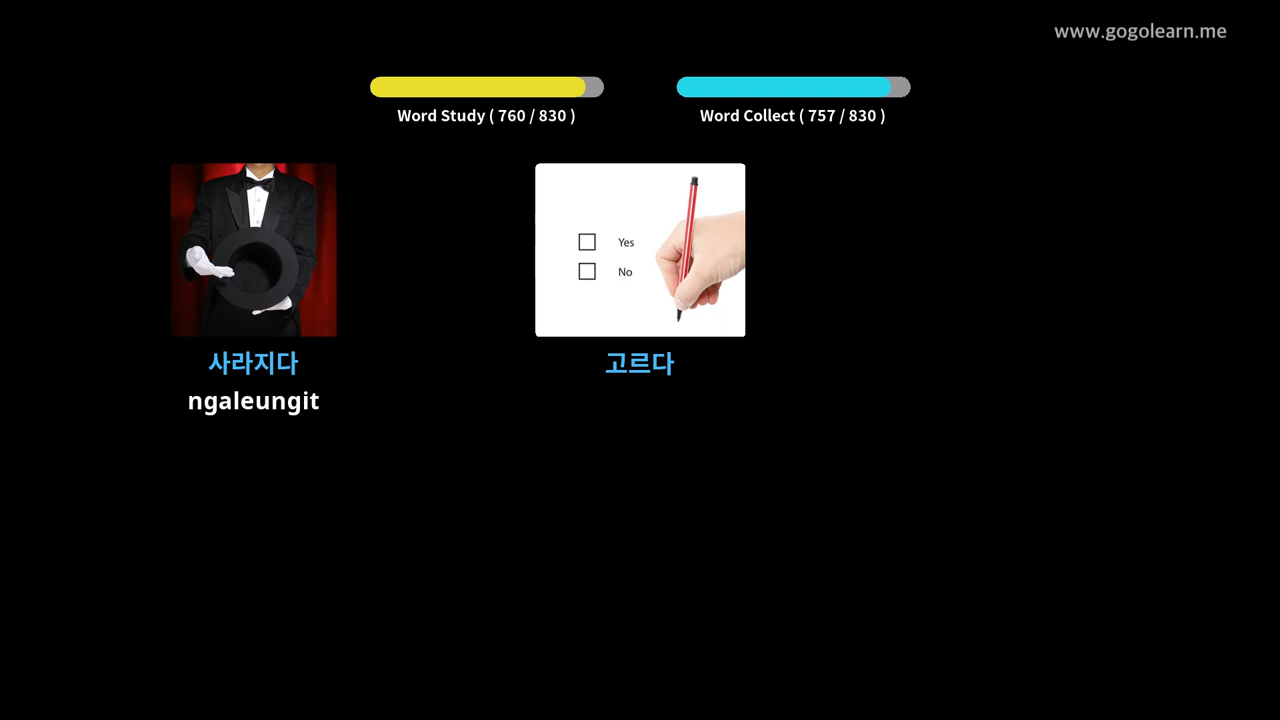 www.gogolearn.me
Word Study ( 760 / 830 )
Word Collect ( 757 / 830 )
Yes
No
사라지다
고르다
ngaleungit